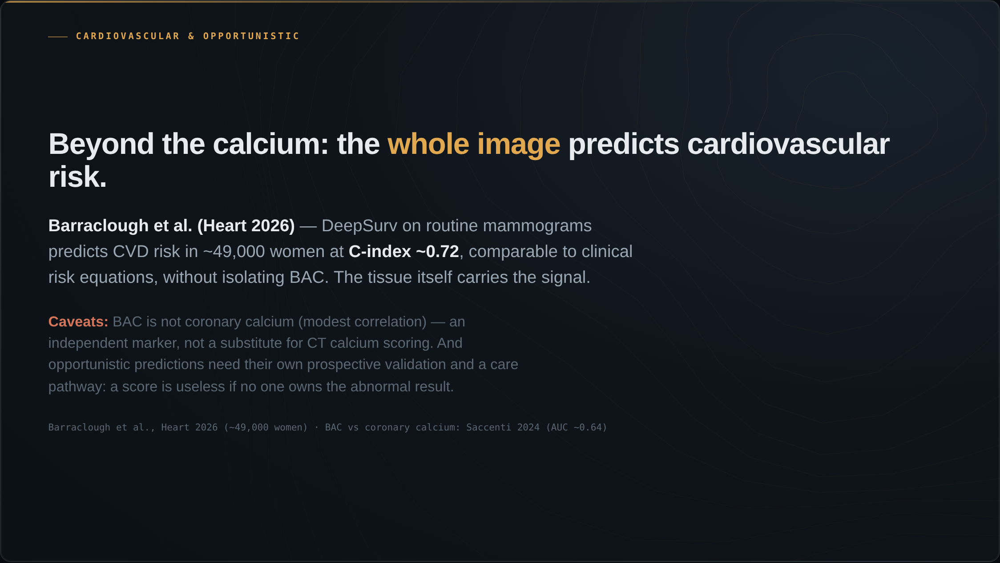 CARDIOVASCULAR & OPPORTUNISTIC
Beyond the calcium: the whole image predicts cardiovascular
risk.
Barraclough et al. (Heart 2026) — DeepSurv on routine mammograms
predicts CVD risk in ~49,000 women at C-index ~0.72, comparable to clinical
risk equations, without isolating BAC. The tissue itself carries the signal.
Caveats: BAC is not coronary calcium (modest correlation) — an
independent marker, not a substitute for CT calcium scoring. And
opportunistic predictions need their own prospective validation and a care
pathway: a score is useless if no one owns the abnormal result.
Barraclough et al., Heart 2026 (~49,000 women) · BAC vs coronary calcium: Saccenti 2024 (AUC ~0.64)